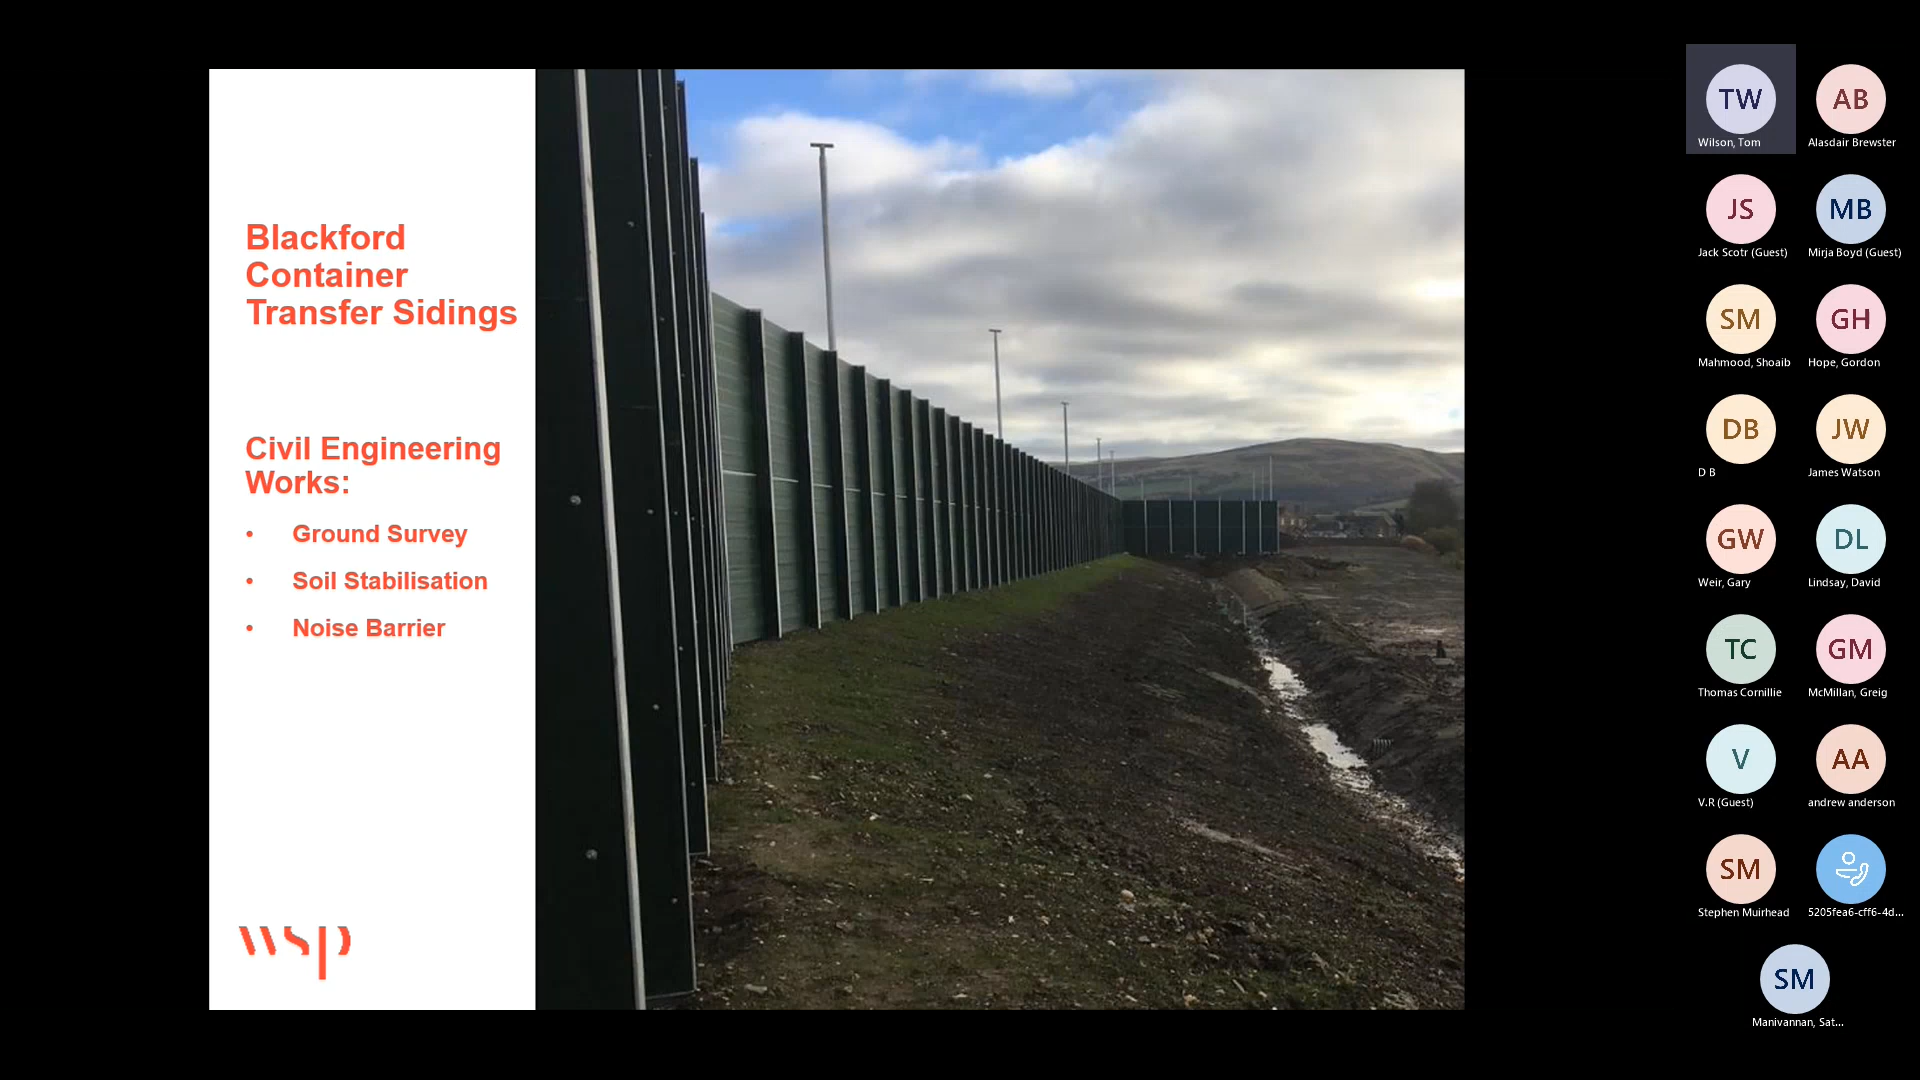 Blackford
Container
Transfer Sidings
Civil Engineering
Works:
• Ground Survey
• Soil Stabilisation
• Noise Barrier
wsp
TW
Wilson, Tom
AB
Alasdair Brewster
JS
Jack Scotr (Guest)
MB
Mirja Boyd (Guest)
SM
Mahmood, Shoaib
GH
Hope, Gordon
DB
D B
JW
James Watson
GW
Weir, Gary
DL
Lindsay, David
TC
Thomas Cornillie
GM
McMillan, Greig
V
V.R (Guest)
AA
andrew anderson
SM
Stephen Muirhead
5205fea6-cff6-4d...
SM
Manivannan, Sat...